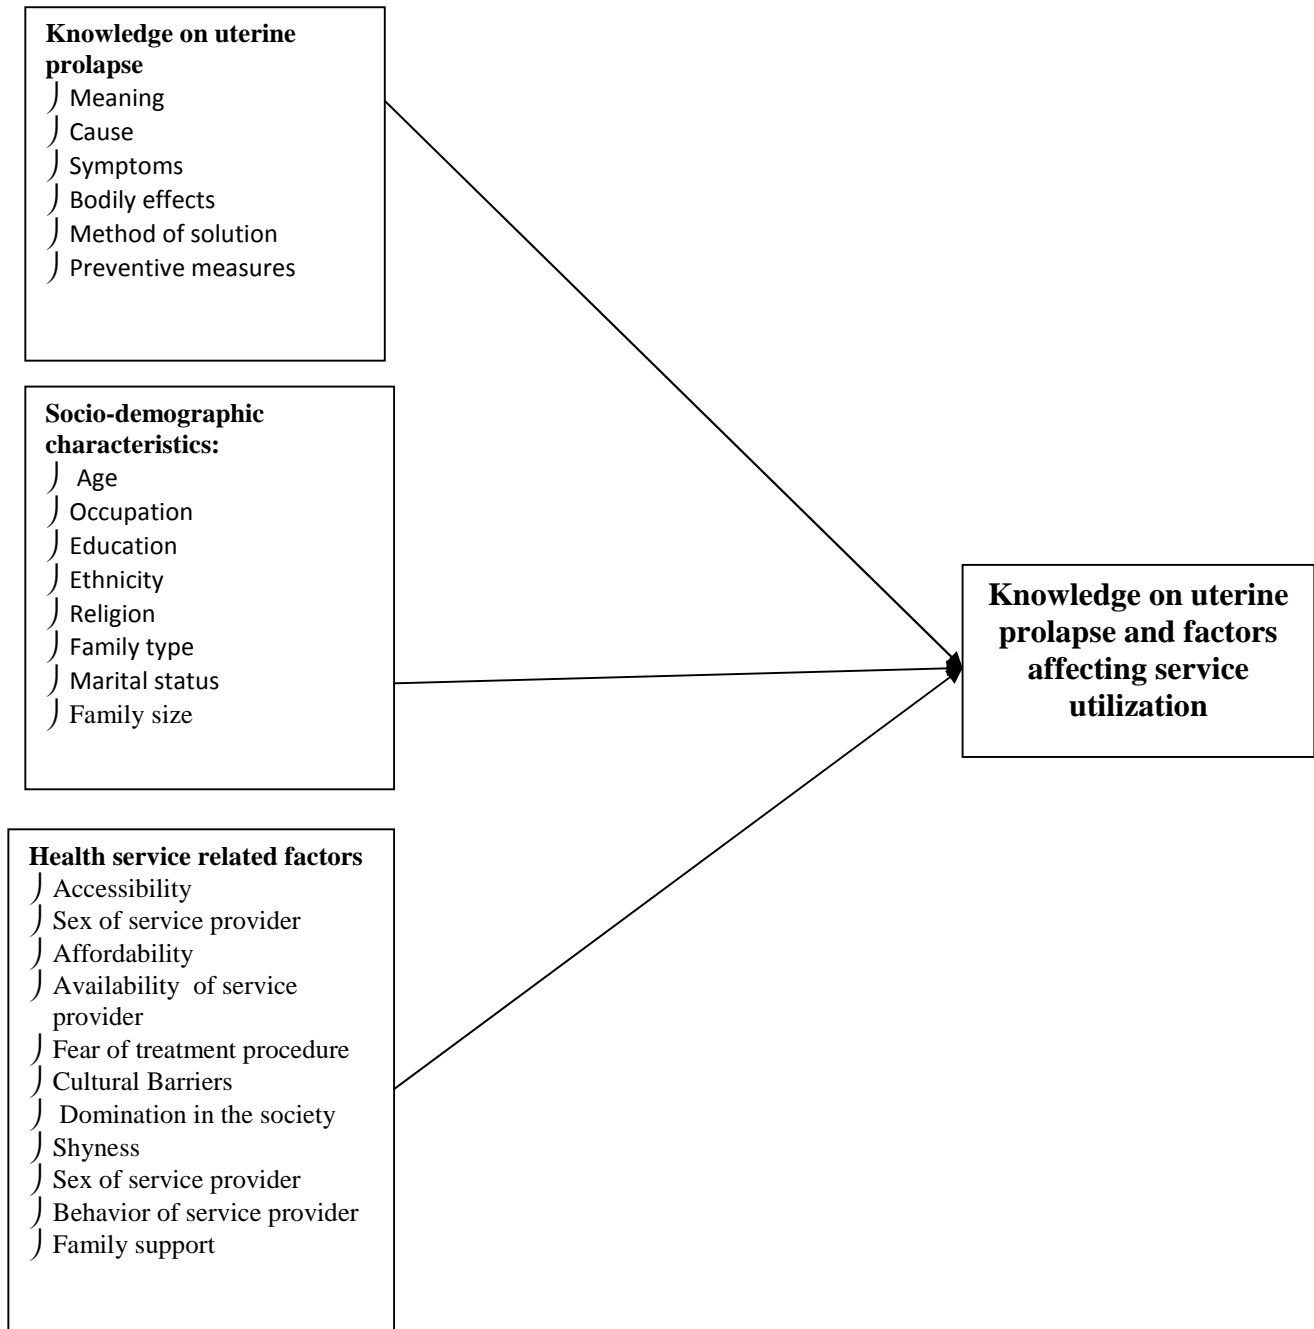 Knowledge on uterine
prolapse
⎠ Meaning
⎠ Cause
⎠ Symptoms
⎠ Bodily effects
⎠ Method of solution
⎠ Preventive measures
Socio-demographic
characteristics:
⎠ Age
⎠ Occupation
⎠ Education
⎠ Ethnicity
⎠ Religion
⎠ Family type
⎠ Marital status
⎠ Family size
Health service related factors
⎠ Accessibility
⎠ Sex of service provider
⎠ Affordability
⎠ Availability of service
provider
⎠ Fear of treatment procedure
⎠ Cultural Barriers
⎠ Domination in the society
⎠ Shyness
⎠ Sex of service provider
⎠ Behavior of service provider
⎠ Family support
Knowledge on uterine
prolapse and factors
affecting service
utilization